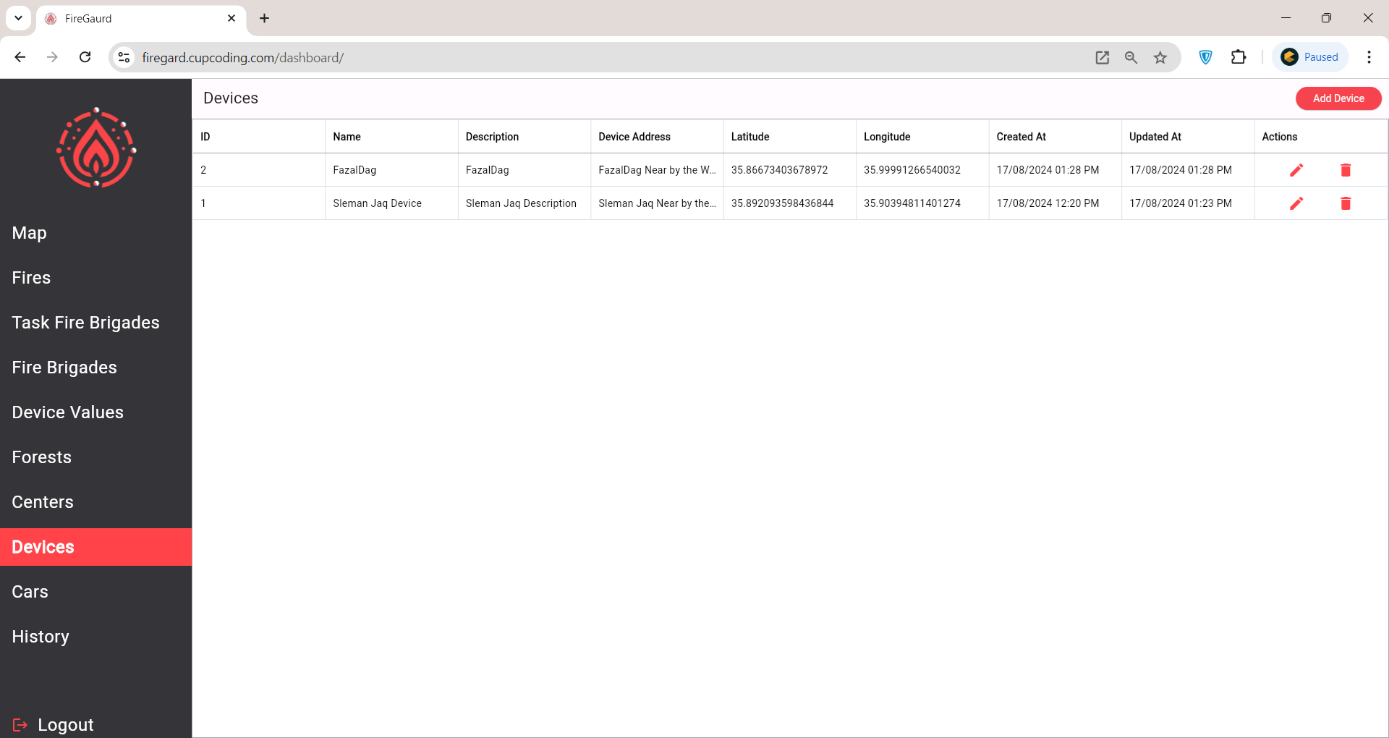 FireGaurd
firegard.cupcoding.com/dashboard/
Paused
Devices
Add Device
ID Name Description Device Address Latitude Longitude Created At Updated At Actions
2 FazalDag FazalDag FazalDag Near by the W... 35.86673403678972 35.99991266540032 17/08/2024 01:28 PM 17/08/2024 01:28 PM
1 Sleman Jaq Device Sleman Jaq Description Sleman Jaq Near by the... 35.892093598436844 35.90394811401274 17/08/2024 12:20 PM 17/08/2024 01:23 PM
Map
Fires
Task Fire Brigades
Fire Brigades
Device Values
Forests
Centers
Devices
Cars
History
Logout